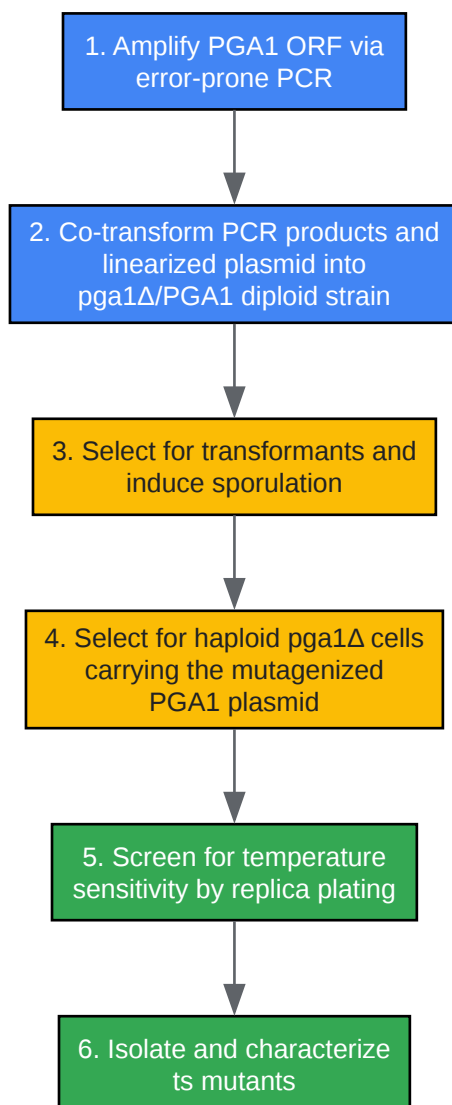 1. Amplify PGA1 ORF via
error-prone PCR
2. Co-transform PCR products and
linearized plasmid into
pga1Δ/PGA1 diploid strain
3. Select for transformants and
induce sporulation
4. Select for haploid pga1Δ cells
carrying the mutagenized
PGA1 plasmid
5. Screen for temperature
sensitivity by replica plating
6. Isolate and characterize
ts mutants